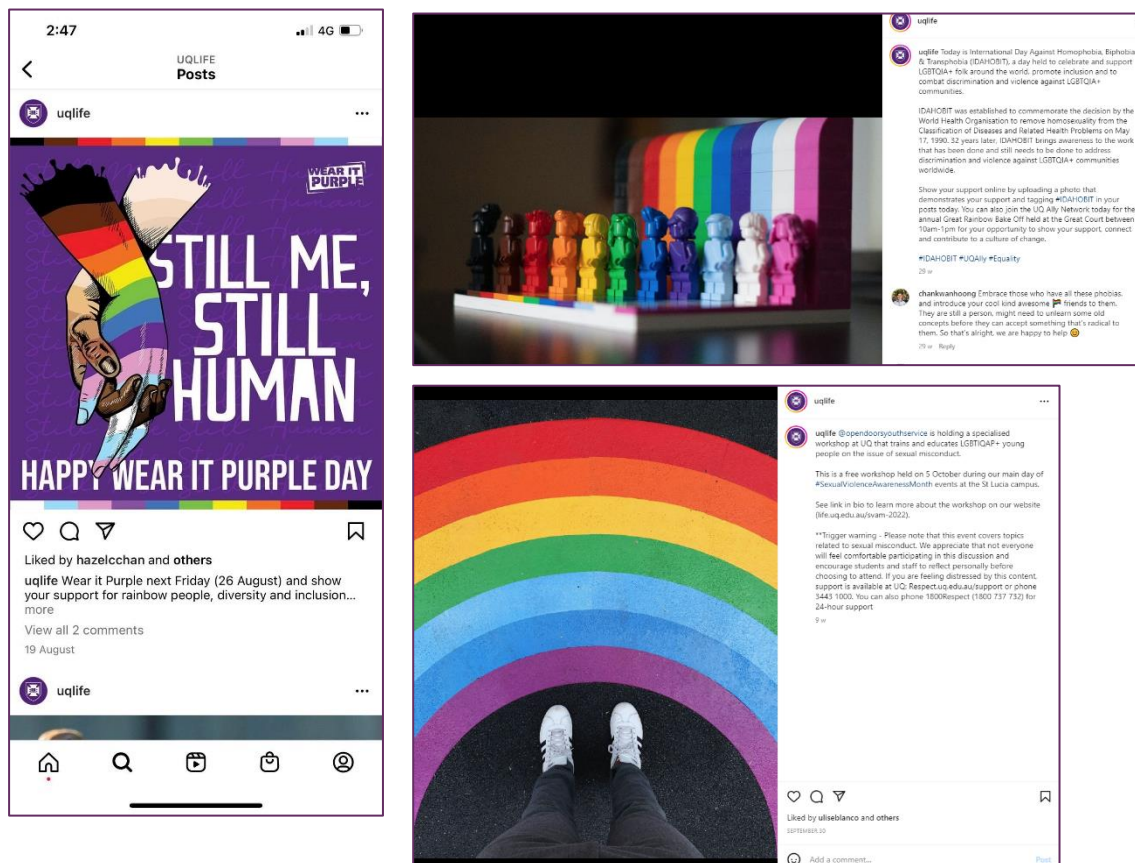 2:47
4G
UQLIFE
Posts
uqlife
WEAR IT
PURPLE
STILL ME,
STILL
HUMAN
HAPPY WEAR IT PURPLE DAY
Liked by hazelcchan and others
uqlife Wear it Purple next Friday (26 August) and show
your support for rainbow people, diversity and inclusion...
more
View all 2 comments
19 August
uqlife
uqlife
uqlife Today is International Day Against Homophobia, Biphobia
& Transphobia (IDAHOBIT), a day held to celebrate and support
LGBTQIA+ folk around the world, promote inclusion and to
combat discrimination and violence against LGBTQIA+
communities.
IDAHOBIT was established to commemorate the decision by the
World Health Organisation to remove homosexuality from the
Classification of Diseases and Related Health Problems on May
17, 1990. 32 years later, IDAHOBIT brings awareness to the work
that has been done and still needs to be done to address
discrimination and violence against LGBTQIA+ communities
worldwide.
Show your support online by uploading a photo that
demonstrates your support and tagging #IDAHOBIT in your
posts today. You can also join the UQ Ally Network today for the
annual Great Rainbow Bake Off held at the Great Court between
10am-1pm for your opportunity to show your support, connect
and contribute to a culture of change.
#IDAHOBIT #UQAlly #Equality
29 w
chankwanhoong Embrace those who have all these phobias,
and introduce your cool kind awesome 🏳️‍🌈 friends to them.
They are still a person, might need to unlearn some old
concepts before they can accept something that's radical to
them. So that's alright, we are happy to help 😊
29 w Reply
uqlife
uqlife @opendoorsyouthservice is holding a specialised
workshop at UQ that trains and educates LGBTIQAP+ young
people on the issue of sexual misconduct.
This is a free workshop held on 5 October during our main day of
#SexualViolenceAwarenessMonth events at the St Lucia campus.
See link in bio to learn more about the workshop on our website
(life.uq.edu.au/svam-2022).
**Trigger warning - Please note that this event covers topics
related to sexual misconduct. We appreciate that not everyone
will feel comfortable participating in this discussion and
encourage students and staff to reflect personally before
choosing to attend. If you are feeling distressed by this content,
support is available at UQ: Respect.uq.edu.au/support or phone
3443 1000. You can also phone 1800Respect (1800 737 732) for
24-hour support
9 w
Liked by uliseblanco and others
SEPTEMBER 30
Add a comment...
Post